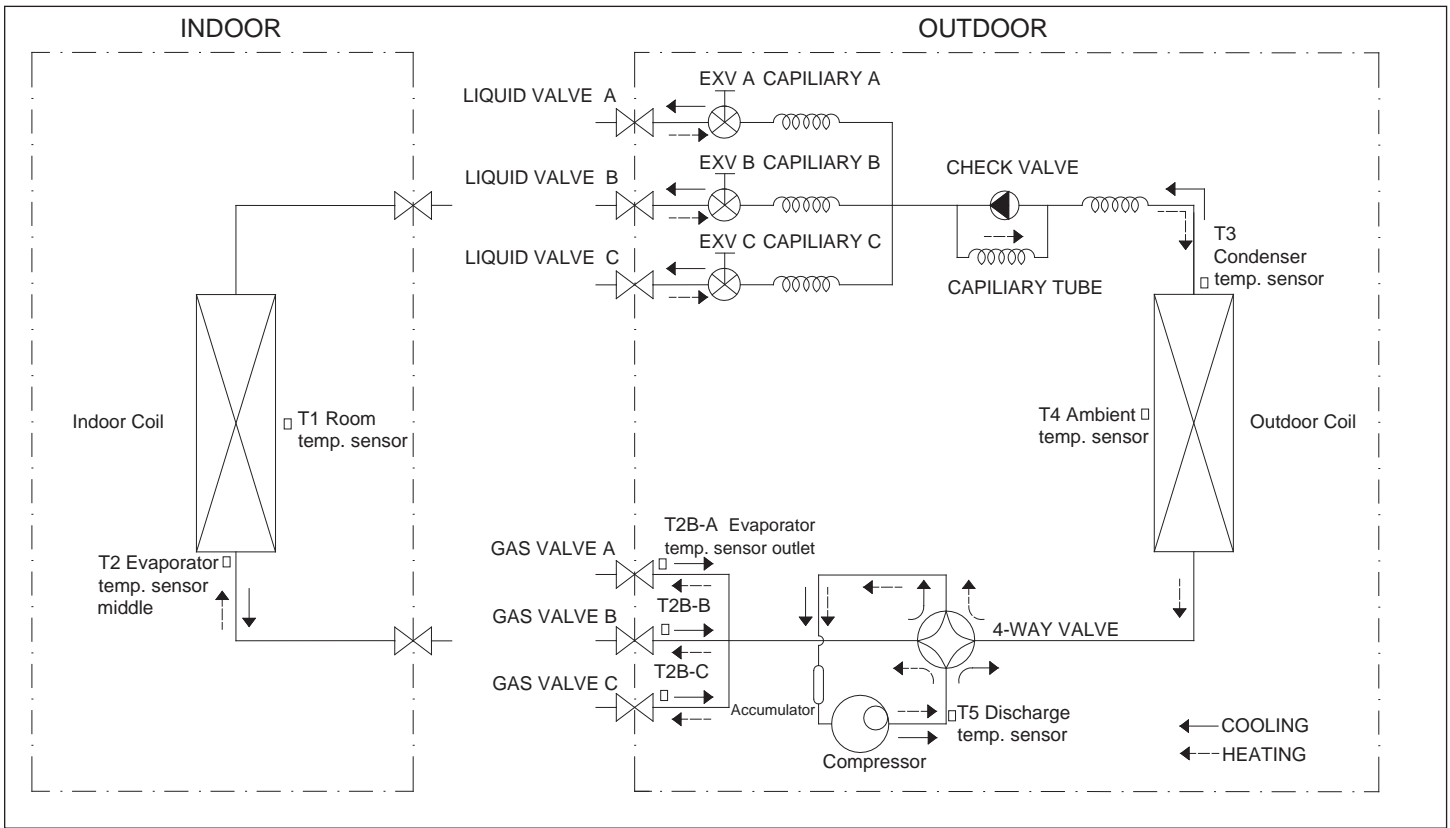 INDOOR
OUTDOOR
EXV A CAPILIARY A
LIQUID VALVE A
EXV B CAPILIARY B
LIQUID VALVE B
CHECK VALVE
EXV C CAPILIARY C
LIQUID VALVE C
CAPILIARY TUBE
T3
Condenser
temp. sensor
Indoor Coil
T1 Room
temp. sensor
T4 Ambient
temp. sensor
Outdoor Coil
T2 Evaporator
temp. sensor
middle
T2B-A Evaporator
temp. sensor outlet
GAS VALVE A
T2B-B
GAS VALVE B
4-WAY VALVE
T2B-C
GAS VALVE C
Accumulator
T5 Discharge
temp. sensor
Compressor
COOLING
HEATING